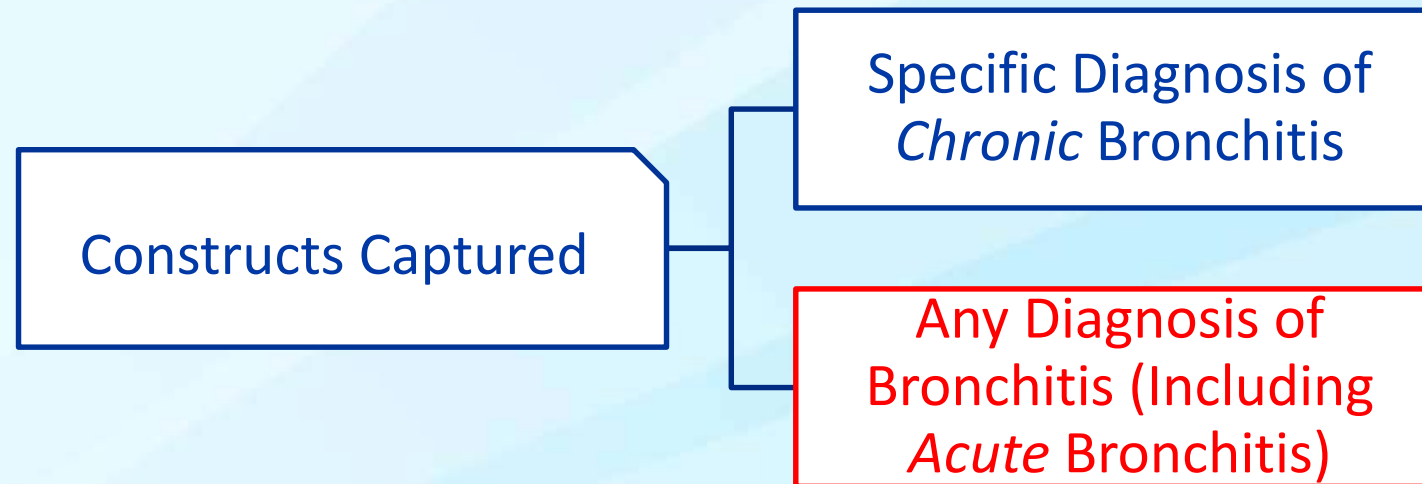 Constructs Captured
Specific Diagnosis of
Chronic Bronchitis
Any Diagnosis of
Bronchitis (Including
Acute Bronchitis)